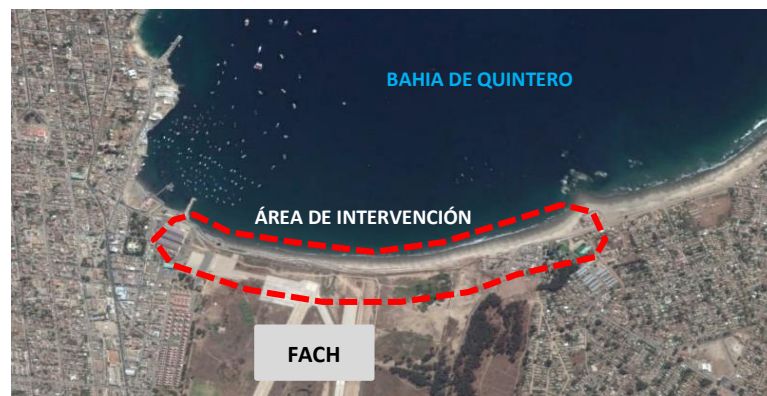 BAHIA DE QUINTERO
ÁREA DE INTERVENCIÓN
FACH